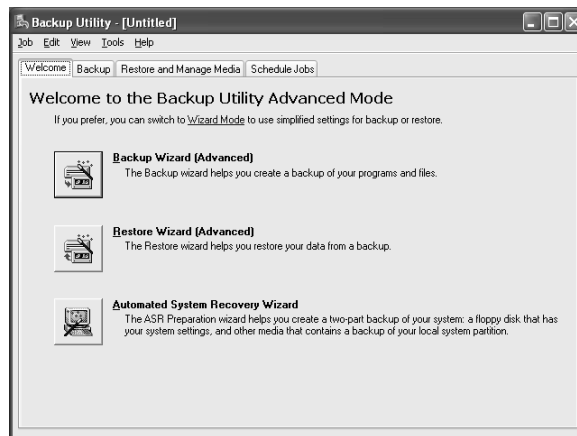 Backup Utility - [Untitled]
Job Edit View Tools Help
Welcome Backup Restore and Manage Media Schedule Jobs
Welcome to the Backup Utility Advanced Mode
If you prefer, you can switch to Wizard Mode to use simplified settings for backup or restore.
Backup Wizard (Advanced)
The Backup wizard helps you create a backup of your programs and files.
Restore Wizard (Advanced)
The Restore wizard helps you restore your data from a backup.
Automated System Recovery Wizard
The ASR Preparation wizard helps you create a two-part backup of your system: a floppy disk that has
your system settings, and other media that contains a backup of your local system partition.